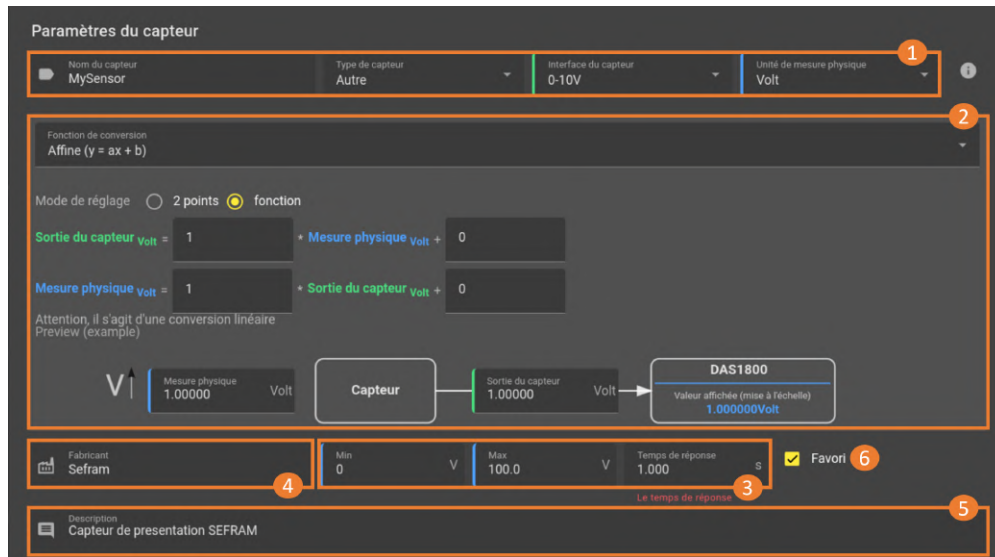 Paramètres du capteur
1
Nom du capteur Type de capteur Interface du capteur Unité de mesure physique
MySensor Autre 0-10V Volt
2
Fonction de conversion
Affine (y = ax + b)
Mode de réglage 2 points fonction
Sortie du capteur Volt = 1 * Mesure physique Volt + 0
Mesure physique Volt = 1 * Sortie du capteur Volt + 0
Attention, il s'agit d'une conversion linéaire
Preview (example)
V Mesure physique 1.00000 Volt Capteur Sortie du capteur 1.00000 Volt
DAS1800
Valeur affichée (mise à l'échelle)
1.000000Volt
Fabricant Min Max Temps de réponse
Sefram 0 V 100.0 V 1.000 s Favori 6
4 3
Le temps de réponse
5
Description
Capteur de presentation SEFRAM